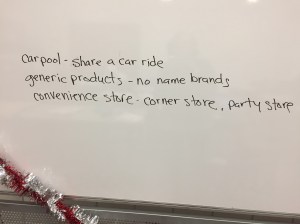 carpool - share a car ride
generic products - no name brands
convenience store - corner store, party store